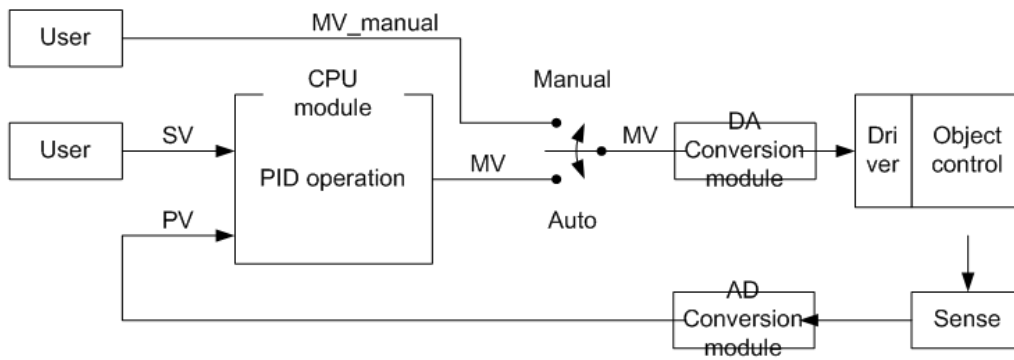 User
MV_manual
CPU
module
Manual
User
SV
PID operation
MV
MV
DA
Conversion
module
Dri
ver
Object
control
PV
Auto
AD
Conversion
module
Sense